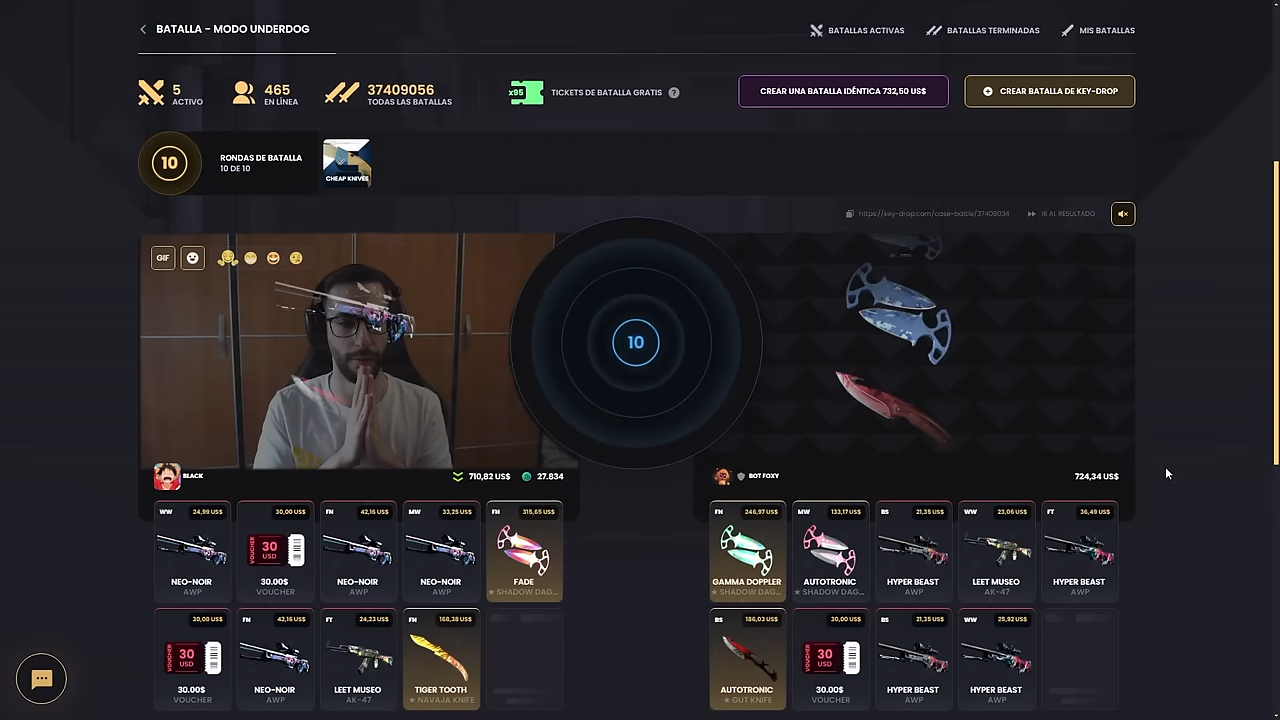 BATALLA - MODO UNDERDOG
BATALLAS ACTIVAS
BATALLAS TERMINADAS
MIS BATALLAS
5
ACTIVO
465
EN LÍNEA
37409056
TODAS LAS BATALLAS
x95
TICKETS DE BATALLA GRATIS
?
CREAR UNA BATALLA IDÉNTICA 732,50 US$
CREAR BATALLA DE KEY-DROP
10
RONDAS DE BATALLA
10 DE 10
CHEAP KNIVES
https://key-drop.com/case-battle/37409034
IR AL RESULTADO
GIF
10
BLACK
710,82 US$
27.834
BOT FOXY
724,34 US$
WW 24,99 US$
30,00 US$
FN 42,16 US$
MW 33,25 US$
FN 315,65 US$
30 USD VOUCHER
NEO-NOIR
AWP
30.00$
VOUCHER
NEO-NOIR
AWP
NEO-NOIR
AWP
FADE
★ SHADOW DAG...
FN 246,97 US$
MW 133,17 US$
BS 21,35 US$
WW 23,06 US$
FT 36,49 US$
GAMMA DOPPLER
★ SHADOW DAG...
AUTOTRONIC
★ SHADOW DAG...
HYPER BEAST
AWP
LEET MUSEO
AK-47
HYPER BEAST
AWP
30,00 US$
FN 42,16 US$
FT 24,23 US$
FN 168,38 US$
30 USD VOUCHER
30.00$
VOUCHER
NEO-NOIR
AWP
LEET MUSEO
AK-47
TIGER TOOTH
★ NAVAJA KNIFE
BS 186,03 US$
30,00 US$
BS 21,35 US$
WW 25,92 US$
30 USD VOUCHER
AUTOTRONIC
★ GUT KNIFE
30.00$
VOUCHER
HYPER BEAST
AWP
HYPER BEAST
AWP